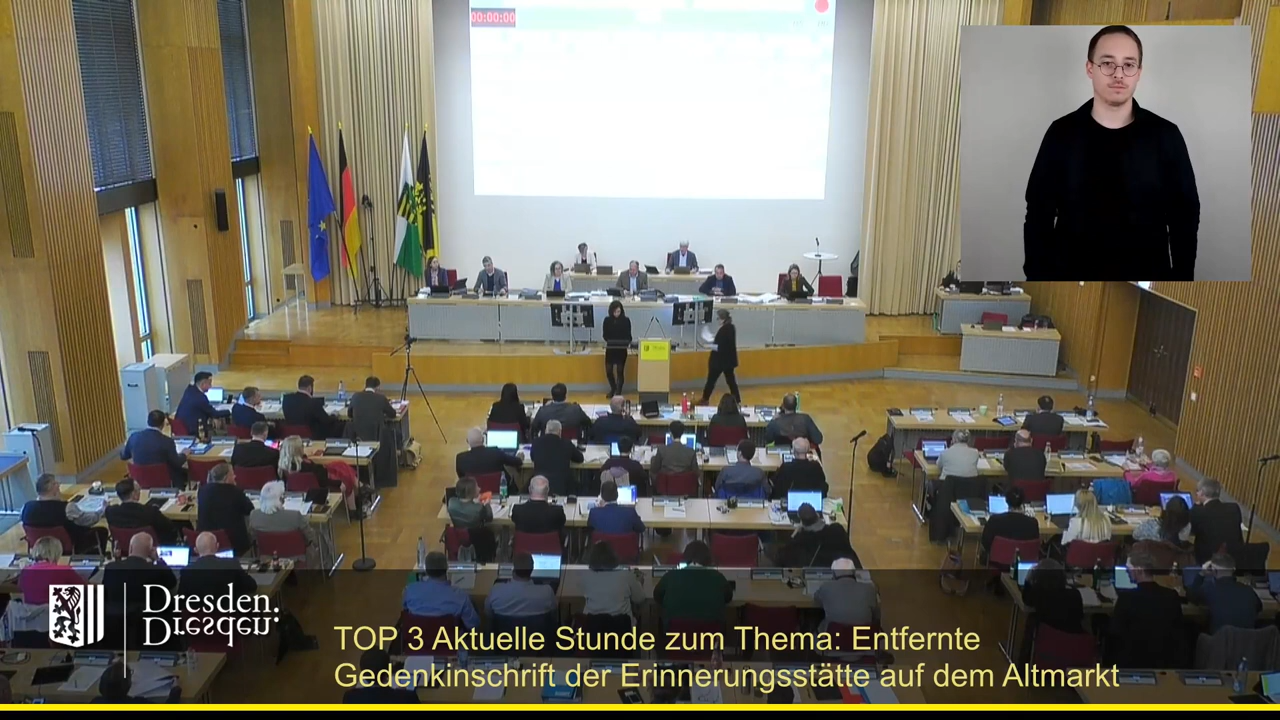 00:00:00
Dresden.
Dresden.
TOP 3 Aktuelle Stunde zum Thema: Entfernte
Gedenkinschrift der Erinnerungsstätte auf dem Altmarkt